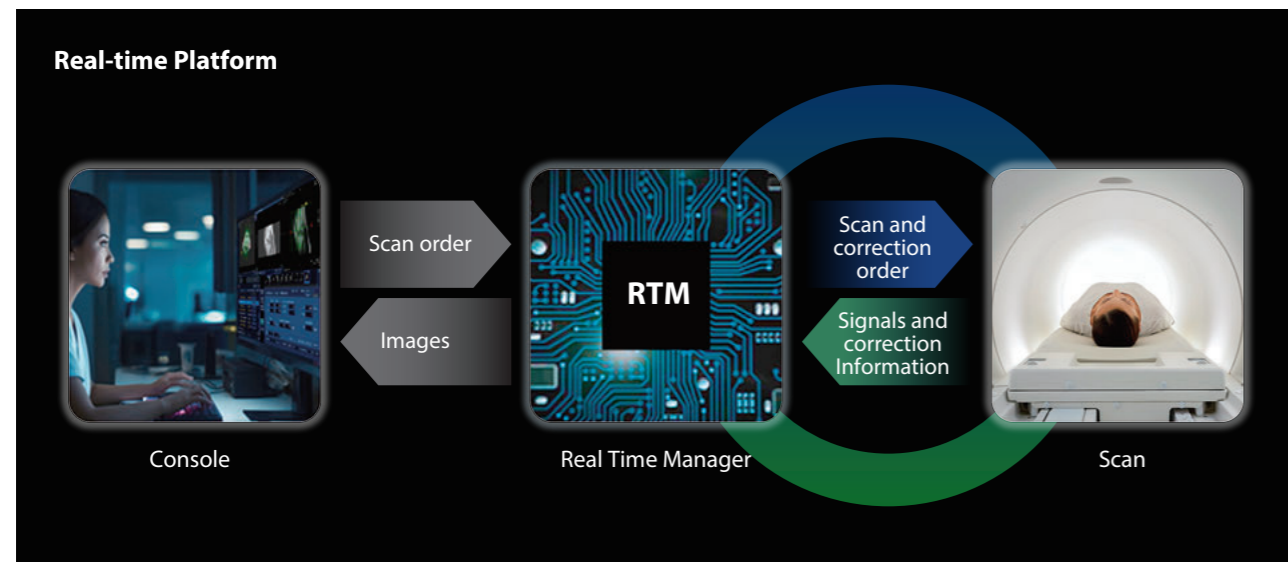 Real-time Platform
Scan order
Images
RTM
Scan and
correction
order
Signals and
correction
Information
Console
Real Time Manager
Scan